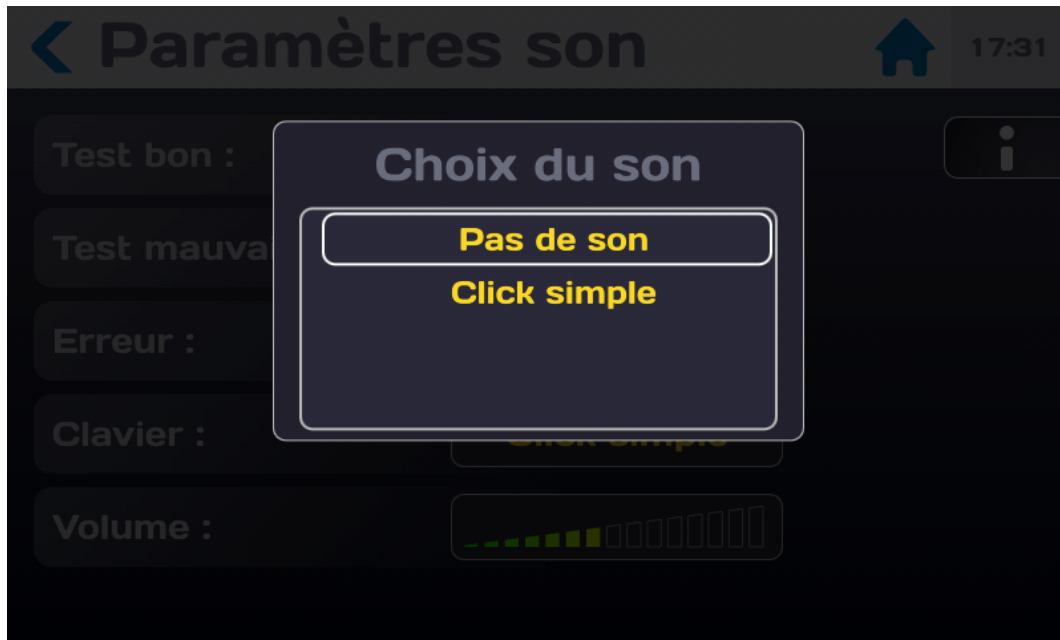 Paramètres son
17:31
Test bon :
Choix du son
Test mauvai
Pas de son
Click simple
Erreur :
Clavier :
Click simple
Volume :